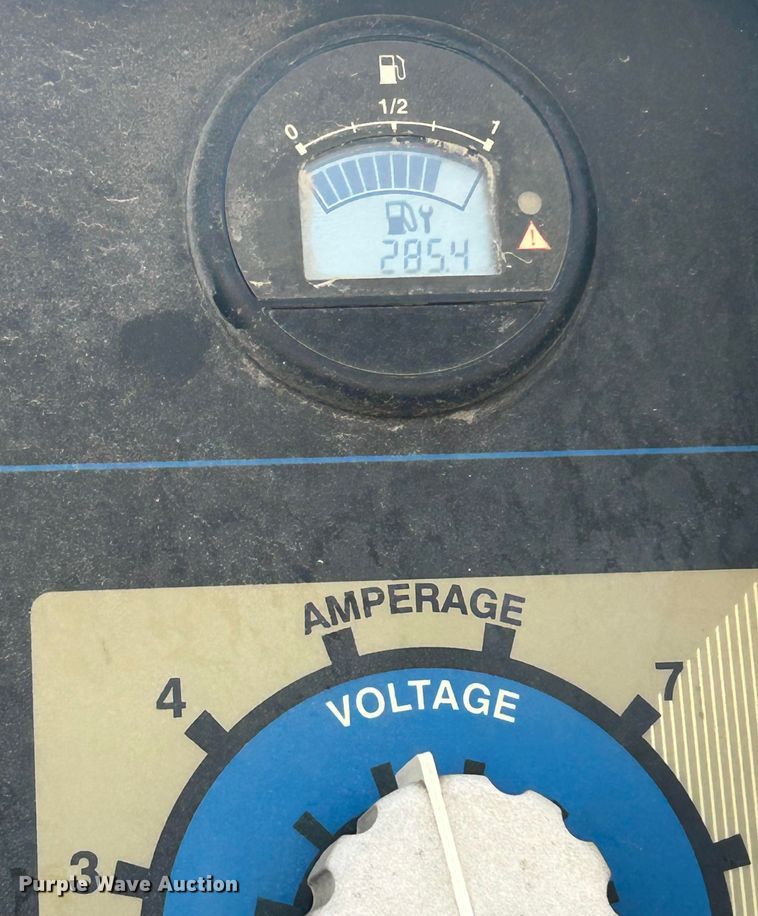 1/2
0 1
!
285.4
AMPERAGE
VOLTAGE
4 7
3
Purple Wave Auction